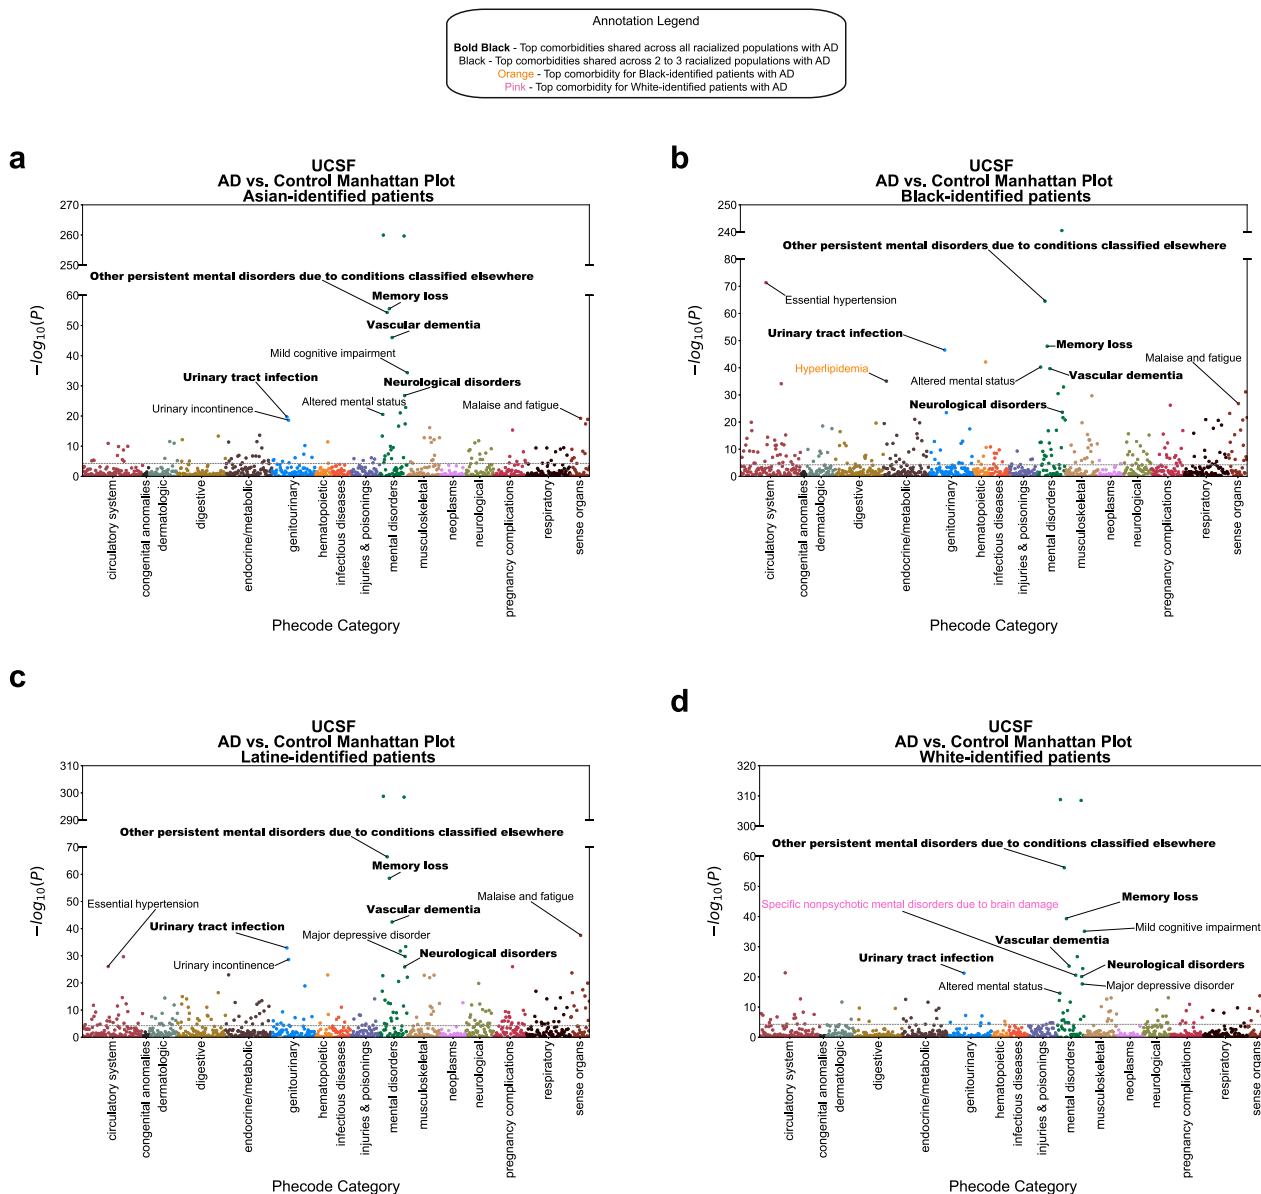 Annotation Legend
Bold Black - Top comorbidities shared across all racialized populations with AD
Black - Top comorbidities shared across 2 to 3 racialized populations with AD
Orange - Top comorbidity for Black-identified patients with AD
Pink - Top comorbidity for White-identified patients with AD
a
UCSF
AD vs. Control Manhattan Plot
Asian-identified patients
270
260
250
60
50
40
30
20
10
0
−log10(P)
Other persistent mental disorders due to conditions classified elsewhere
Memory loss
Vascular dementia
Mild cognitive impairment
Urinary tract infection
Neurological disorders
Urinary incontinence
Altered mental status
Malaise and fatigue
circulatory system
congenital anomalies
dermatologic
digestive
endocrine/metabolic
genitourinary
hematopoietic
infectious diseases
injuries & poisonings
mental disorders
musculoskeletal
neoplasms
neurological
pregnancy complications
respiratory
sense organs
Phecode Category
b
UCSF
AD vs. Control Manhattan Plot
Black-identified patients
250
240
80
70
60
50
40
30
20
10
0
−log10(P)
Other persistent mental disorders due to conditions classified elsewhere
Essential hypertension
Urinary tract infection
Memory loss
Malaise and fatigue
Hyperlipidemia
Altered mental status
Vascular dementia
Neurological disorders
circulatory system
congenital anomalies
dermatologic
digestive
endocrine/metabolic
genitourinary
hematopoietic
infectious diseases
injuries & poisonings
mental disorders
musculoskeletal
neoplasms
neurological
pregnancy complications
respiratory
sense organs
Phecode Category
c
UCSF
AD vs. Control Manhattan Plot
Latine-identified patients
310
300
290
70
60
50
40
30
20
10
0
−log10(P)
Other persistent mental disorders due to conditions classified elsewhere
Memory loss
Malaise and fatigue
Essential hypertension
Vascular dementia
Urinary tract infection
Major depressive disorder
Neurological disorders
Urinary incontinence
circulatory system
congenital anomalies
dermatologic
digestive
endocrine/metabolic
genitourinary
hematopoietic
infectious diseases
injuries & poisonings
mental disorders
musculoskeletal
neoplasms
neurological
pregnancy complications
respiratory
sense organs
Phecode Category
d
UCSF
AD vs. Control Manhattan Plot
White-identified patients
320
310
300
60
50
40
30
20
10
0
−log10(P)
Other persistent mental disorders due to conditions classified elsewhere
Specific nonpsychotic mental disorders due to brain damage
Memory loss
Mild cognitive impairment
Vascular dementia
Urinary tract infection
Neurological disorders
Altered mental status
Major depressive disorder
circulatory system
congenital anomalies
dermatologic
digestive
endocrine/metabolic
genitourinary
hematopoietic
infectious diseases
injuries & poisonings
mental disorders
musculoskeletal
neoplasms
neurological
pregnancy complications
respiratory
sense organs
Phecode Category